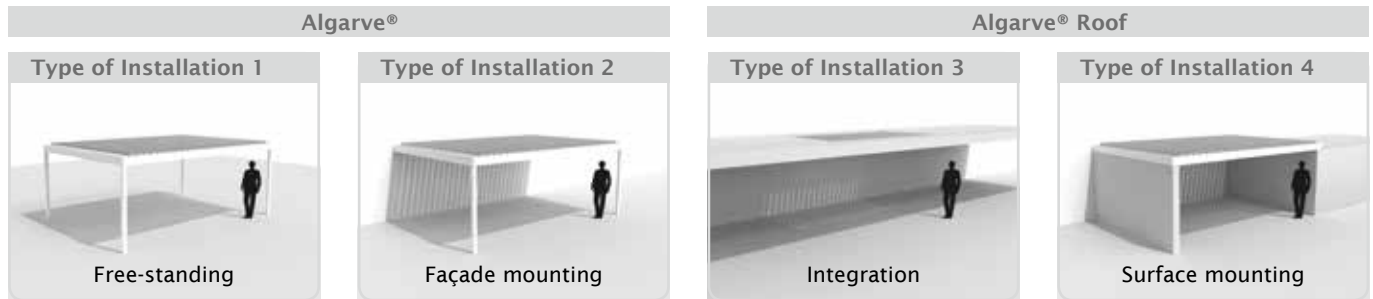 Algarve®
Algarve® Roof
Type of Installation 1
Type of Installation 2
Type of Installation 3
Type of Installation 4
Free-standing
Façade mounting
Integration
Surface mounting